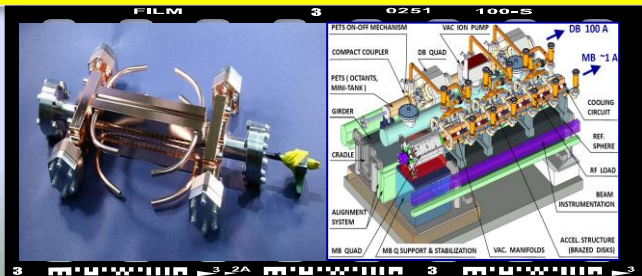 FILM 3 0251 100-S
PETS ON-OFF MECHANISM
VAC ION PUMP
DB 100 A
COMPACT COUPLER
DB QUAD
MB ~1 A
PETS ( OCTANTS,
MINI-TANK )
GIRDER
COOLING
CIRCUIT
REF.
SPHERE
CRADLE
RF LOAD
BEAM
INSTRUMENTATION
ALIGNMENT
SYSTEM
ACCEL. STRUCTURE
(BRAZED DISKS)
MB QUAD
MB Q SUPPORT & STABILIZATION
VAC. MANIFOLDS
3 3 2A 3 3